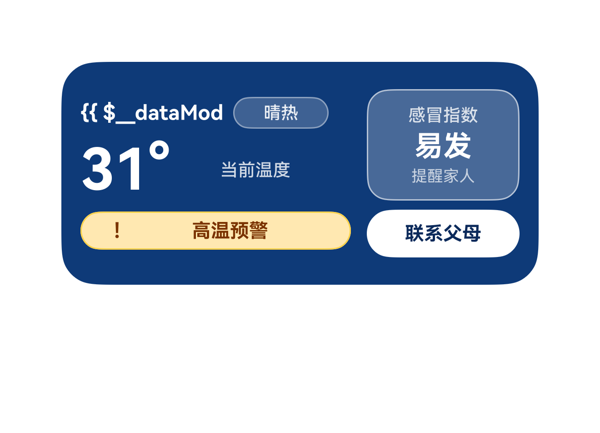 {{ $__dataMod
晴热
31°
当前温度
! 高温预警
感冒指数
易发
提醒家人
联系父母